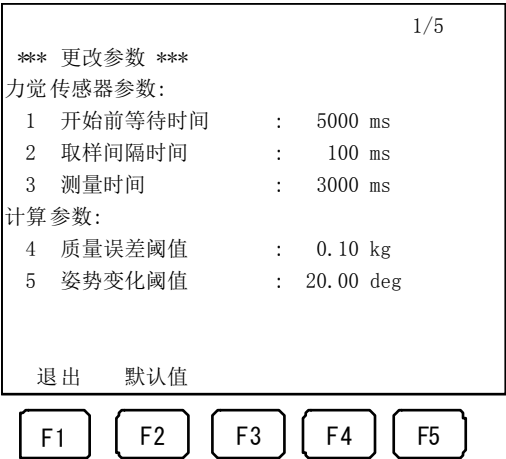 1/5
*** 更改参数 ***
力觉传感器参数:
1 开始前等待时间 : 5000 ms
2 取样间隔时间 : 100 ms
3 测量时间 : 3000 ms
计算参数:
4 质量误差阈值 : 0.10 kg
5 姿势变化阈值 : 20.00 deg
退出 默认值
F1 F2 F3 F4 F5